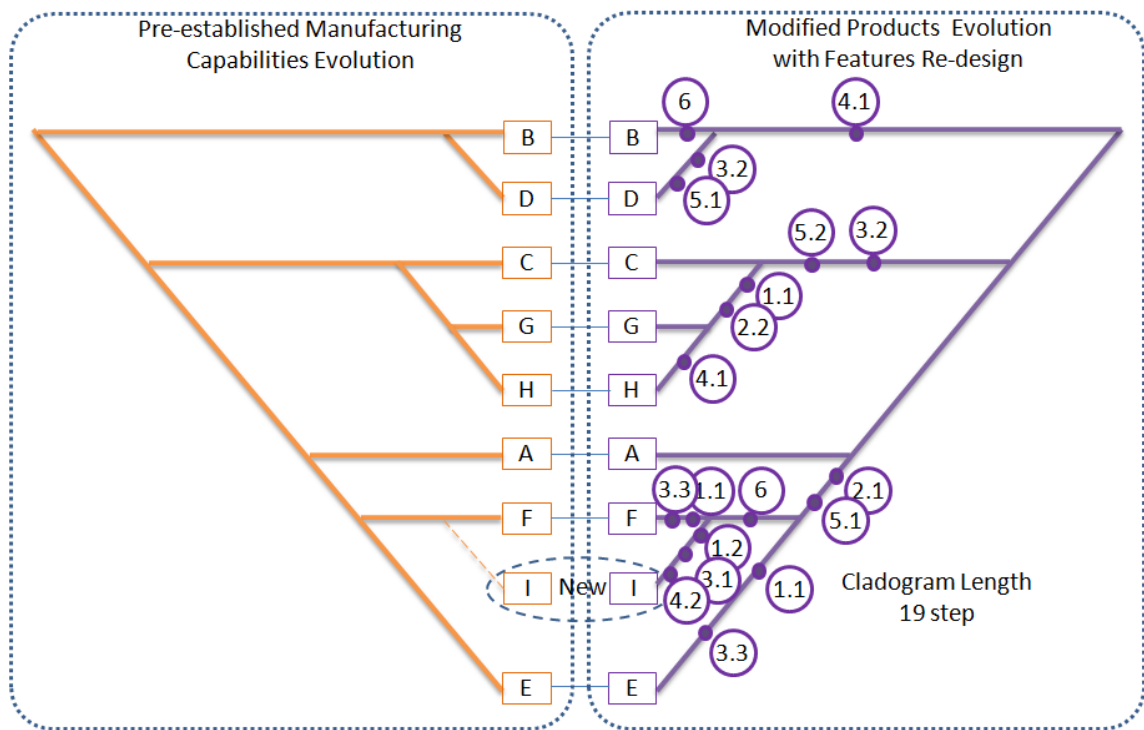 Pre-established Manufacturing
Capabilities Evolution
Modified Products Evolution
with Features Re-design
6
4.1
B
B
3.2
D
D
5.1
5.2
3.2
C
C
1.1
G
G
2.2
H
H
4.1
A
A
2.1
3.3
1.1
6
F
F
5.1
1.2
I
New
I
3.1
1.1
4.2
Cladogram Length
19 step
3.3
E
E